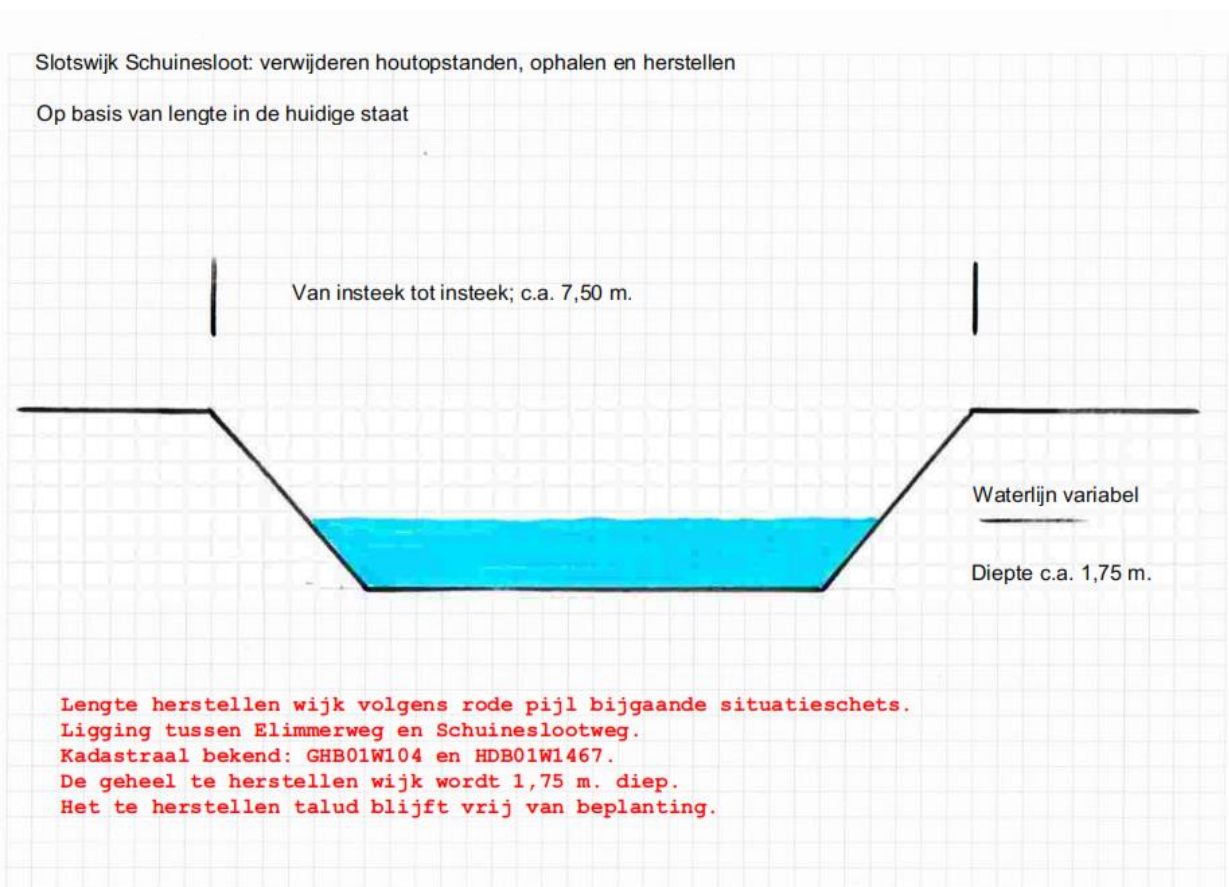 Slotswijk Schuinesloot: verwijderen houtopstanden, ophalen en herstellen
Op basis van lengte in de huidige staat
Van insteek tot insteek; c.a. 7,50 m.
Waterlijn variabel
Diepte c.a. 1,75 m.
Lengte herstellen wijk volgens rode pijl bijgaande situatieschets.
Ligging tussen Elimmerweg en Schuineslootweg.
Kadastraal bekend: GHB01W104 en HDB01W1467.
De geheel te herstellen wijk wordt 1,75 m. diep.
Het te herstellen talud blijft vrij van beplanting.